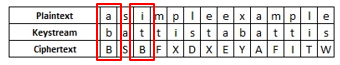 Plaintext a s i m p l e e x a m p l e
Keystream b a t t i s t a b a t t i s
Ciphertext B S B F X D X E Y A F I T W